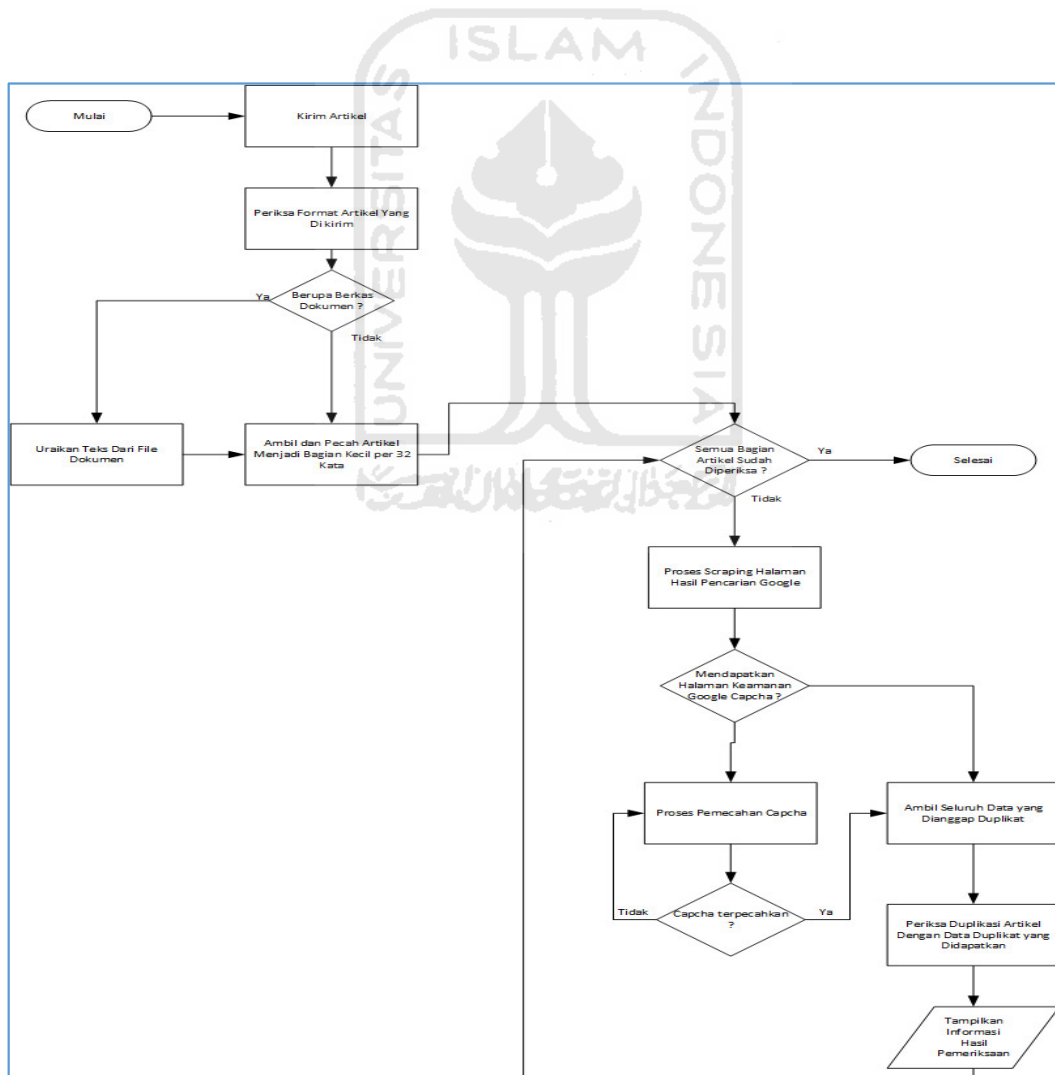 ISLAM
UNIVERSITAS
INDONESIA
Mulai
Kirim Artikel
Periksa Format Artikel Yang
Di kirim
Berupa Berkas
Dokumen ?
Ya
Tidak
Uraikan Teks Dari File
Dokumen
Ambil dan Pecah Artikel
Menjadi Bagian Kecil per 32
Kata
Semua Bagian
Artikel Sudah
Diperiksa ?
Ya
Selesai
Tidak
Proses Scraping Halaman
Hasil Pencarian Google
Mendapatkan
Halaman Keamanan
Google Capcha ?
Proses Pemecahan Capcha
Ambil Seluruh Data yang
Dianggap Duplikat
Capcha terpecahkan
?
Tidak
Ya
Periksa Duplikasi Artikel
Dengan Data Duplikat yang
Didapatkan
Tampilkan
Informasi
Hasil
Pemeriksaan